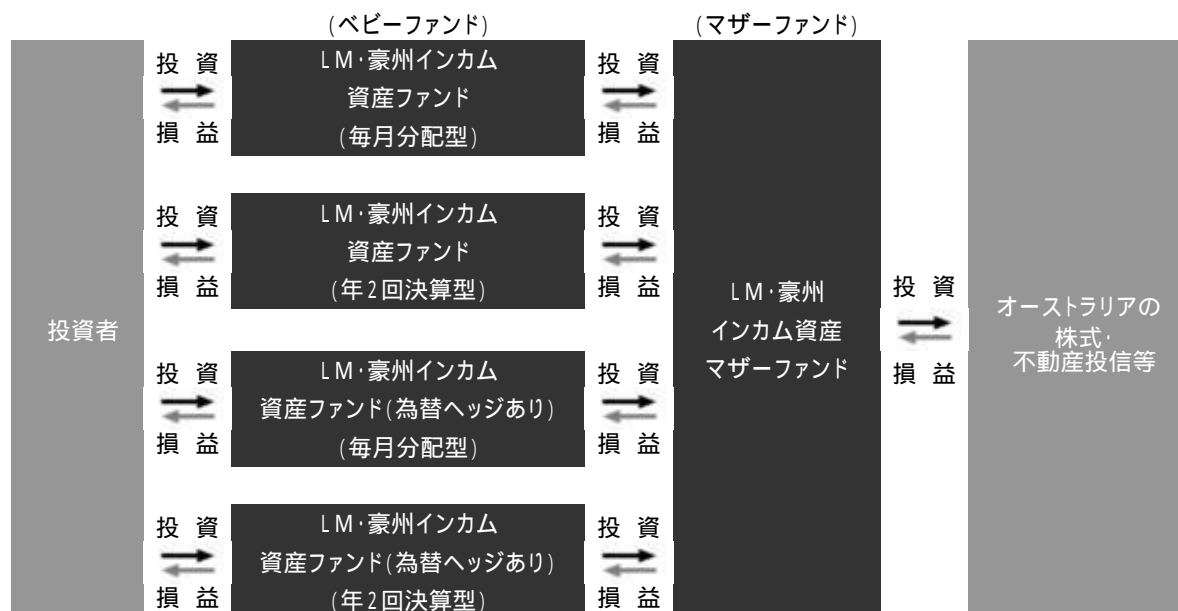 (ベビーファンド)
(マザーファンド)
投資者
投 資
損 益
LM・豪州インカム
資産ファンド
(毎月分配型)
投 資
損 益
投 資
損 益
LM・豪州インカム
資産ファンド
(年2回決算型)
投 資
損 益
投 資
損 益
LM・豪州インカム
資産ファンド(為替ヘッジあり)
(毎月分配型)
投 資
損 益
投 資
損 益
LM・豪州インカム
資産ファンド(為替ヘッジあり)
(年2回決算型)
投 資
損 益
LM・豪州
インカム資産
マザーファンド
投 資
損 益
オーストラリアの
株式・
不動産投信等